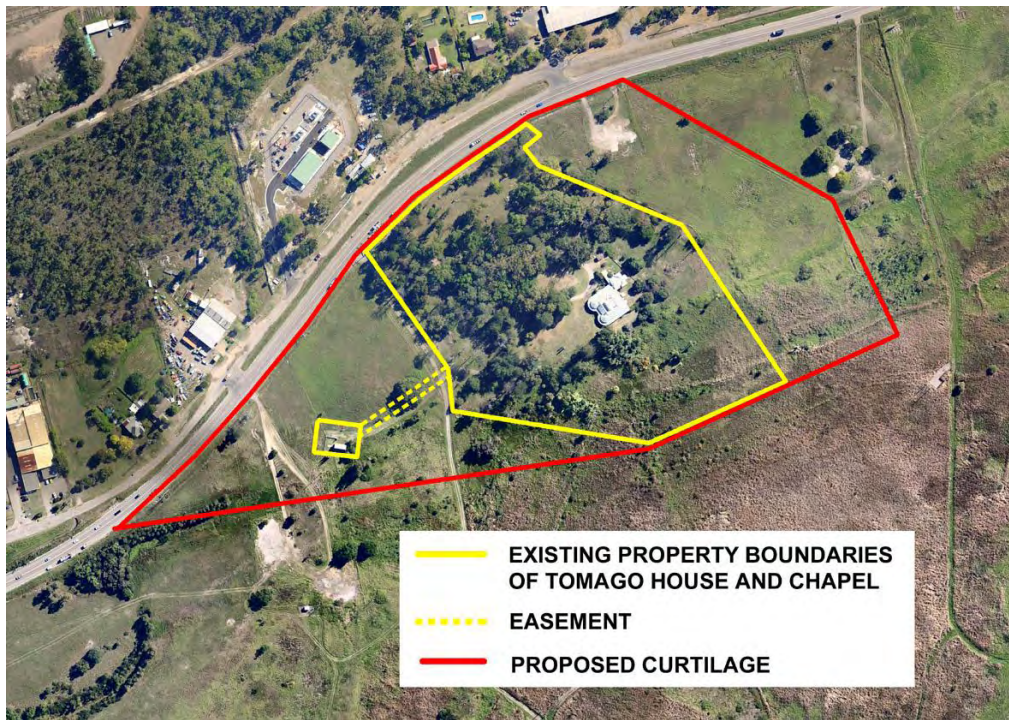 EXISTING PROPERTY BOUNDARIES
OF TOMAGO HOUSE AND CHAPEL
EASEMENT
PROPOSED CURTILAGE